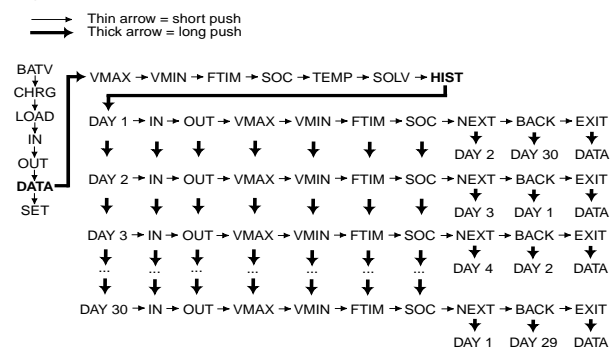 Thin arrow = short push
Thick arrow = long push
BATV
CHRG
LOAD
IN
OUT
DATA
SET
VMAX VMIN FTIM SOC TEMP SOLV HIST
DAY 1 IN OUT VMAX VMIN FTIM SOC NEXT BACK EXIT
DAY 2 DAY 30 DATA
DAY 2 IN OUT VMAX VMIN FTIM SOC NEXT BACK EXIT
DAY 3 DAY 1 DATA
DAY 3 IN OUT VMAX VMIN FTIM SOC NEXT BACK EXIT
... ... ... ... ... ... ...
DAY 4 DAY 2 DATA
DAY 30 IN OUT VMAX VMIN FTIM SOC NEXT BACK EXIT
DAY 1 DAY 29 DATA